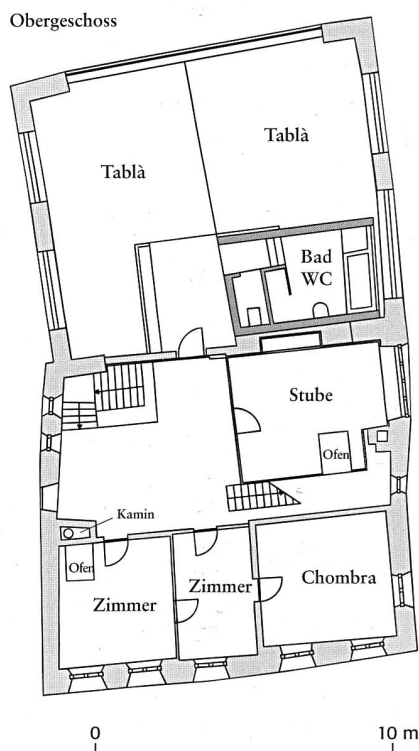 Obergeschoss
Tablà
Tablà
Bad
WC
Stube
Ofen
Kamin
Ofen
Zimmer
Zimmer
Chombra
0
10 m